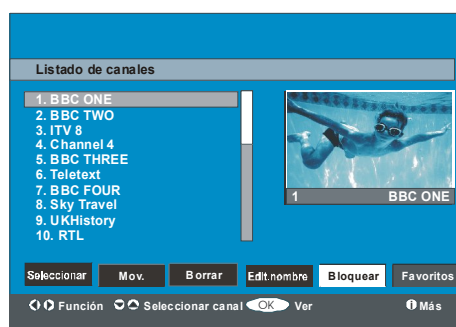 Listado de canales
1. BBC ONE
2. BBC TWO
3. ITV 8
4. Channel 4
5. BBC THREE
6. Teletext
7. BBC FOUR
8. Sky Travel
9. UKHistory
10. RTL
1 BBC ONE
Seleccionar Mov. Borrar Edit.nombre Bloquear Favoritos
Función Seleccionar canal OK Ver i Más